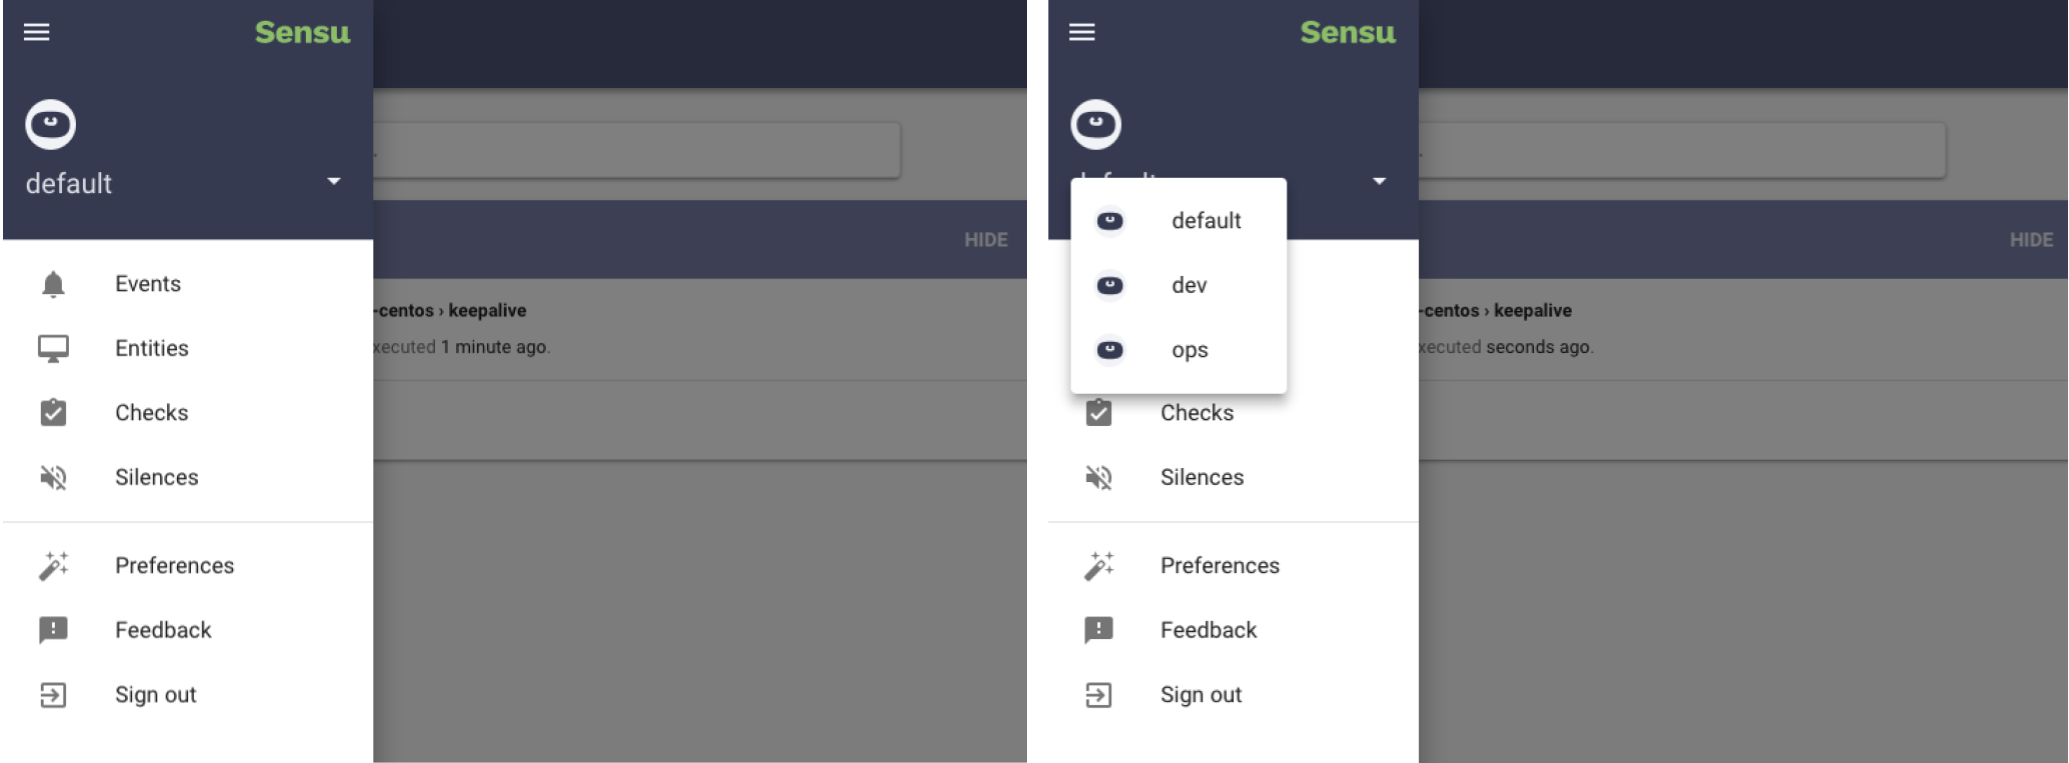 Sensu
default
HIDE
Events
-centos › keepalive
Entities
xecuted 1 minute ago.
Checks
Silences
Preferences
Feedback
Sign out
Sensu
default
default
HIDE
dev
-centos › keepalive
ops
xecuted seconds ago.
Checks
Silences
Preferences
Feedback
Sign out